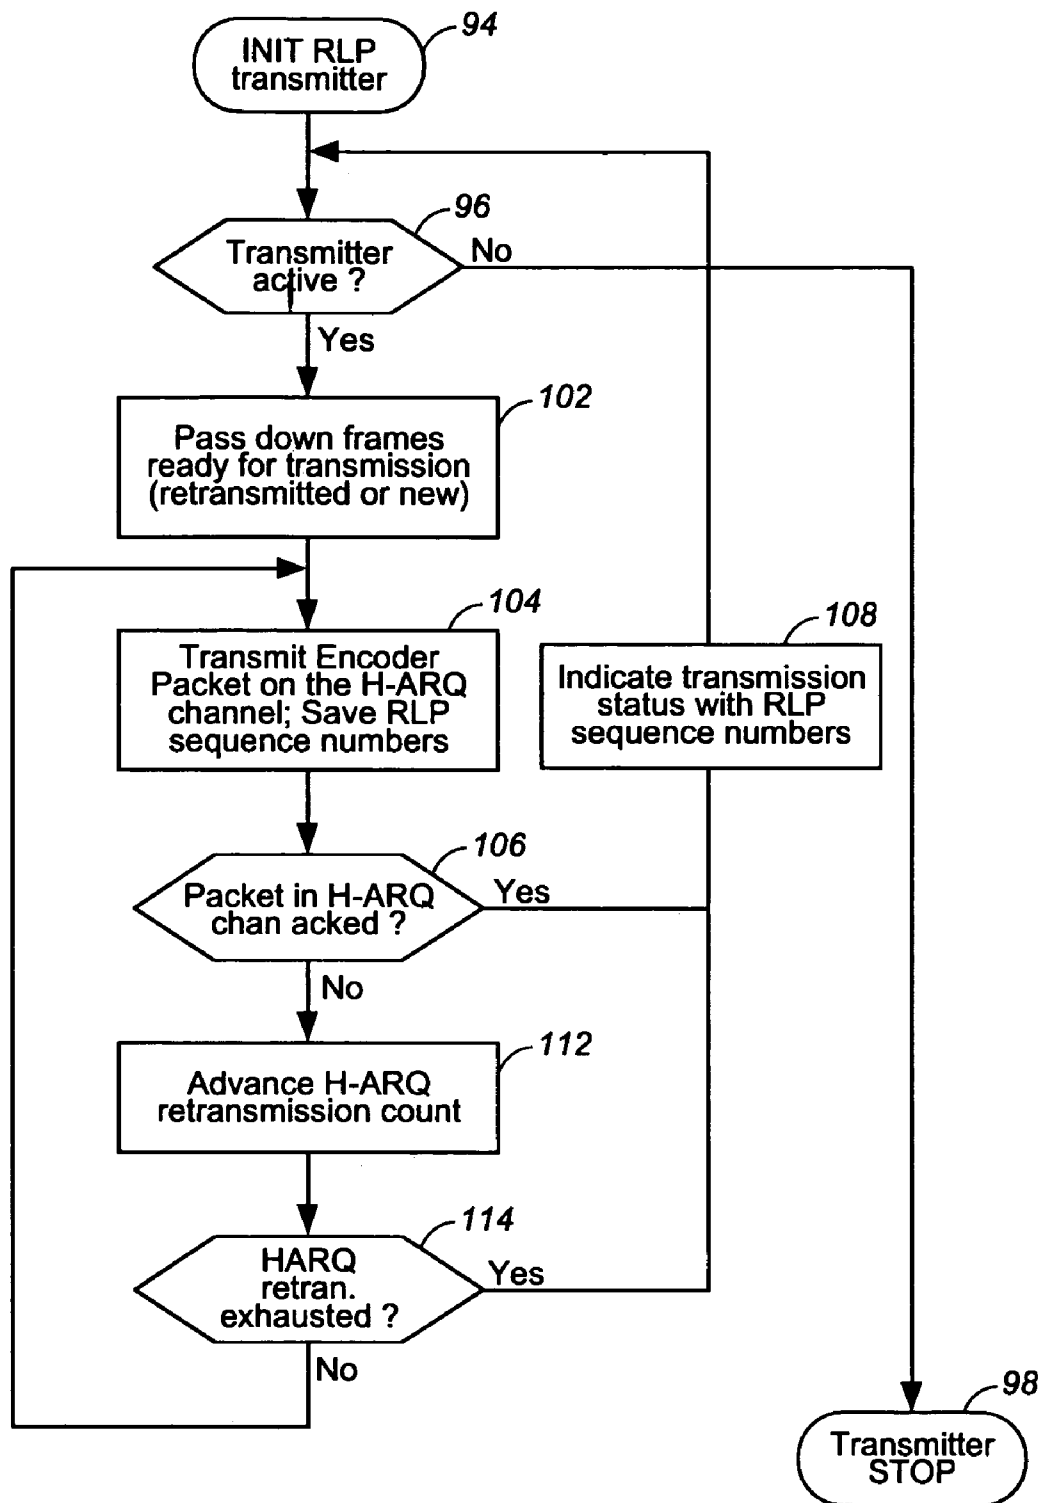 94
INIT RLP
transmitter
96
Transmitter
active ?
No
Yes
102
Pass down frames
ready for transmission
(retransmitted or new)
104
Transmit Encoder
Packet on the H-ARQ
channel; Save RLP
sequence numbers
108
Indicate transmission
status with RLP
sequence numbers
106
Packet in H-ARQ
chan acked ?
Yes
No
112
Advance H-ARQ
retransmission count
114
HARQ
retran.
exhausted ?
Yes
No
98
Transmitter
STOP